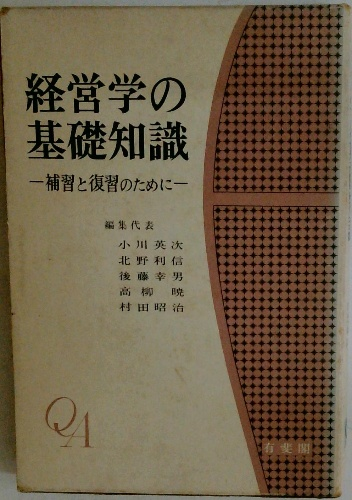 経営学の
基礎知識
―補習と復習のために―
編集代表
小川英次
北野利信
後藤幸男
高柳暁
村田昭治
QA
有斐閣